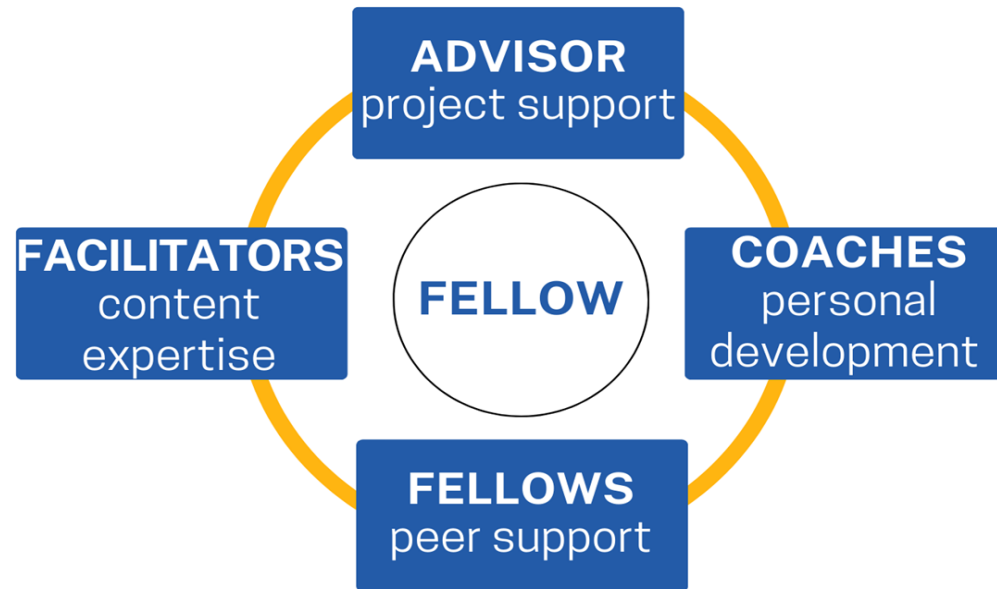 ADVISOR
project support
FACILITATORS
content
expertise
FELLOW
COACHES
personal
development
FELLOWS
peer support